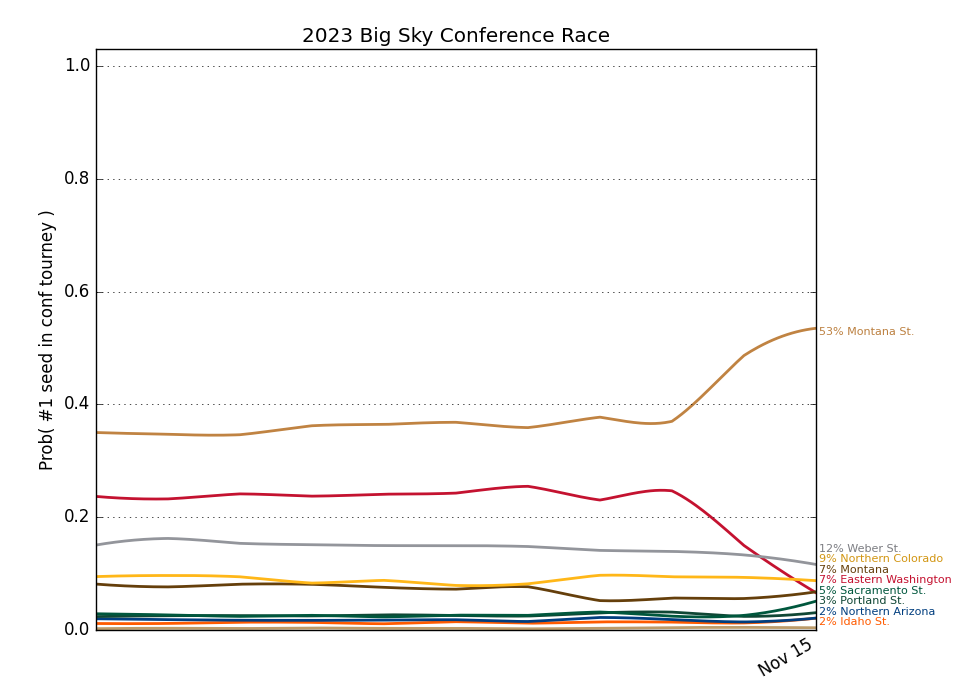 2023 Big Sky Conference Race
1.0
0.8
0.6
0.4
0.2
0.0
Prob( #1 seed in conf tourney )
53% Montana St.
12% Weber St.
9% Northern Colorado
7% Montana
7% Eastern Washington
5% Sacramento St.
3% Portland St.
2% Northern Arizona
2% Idaho St.
Nov 15